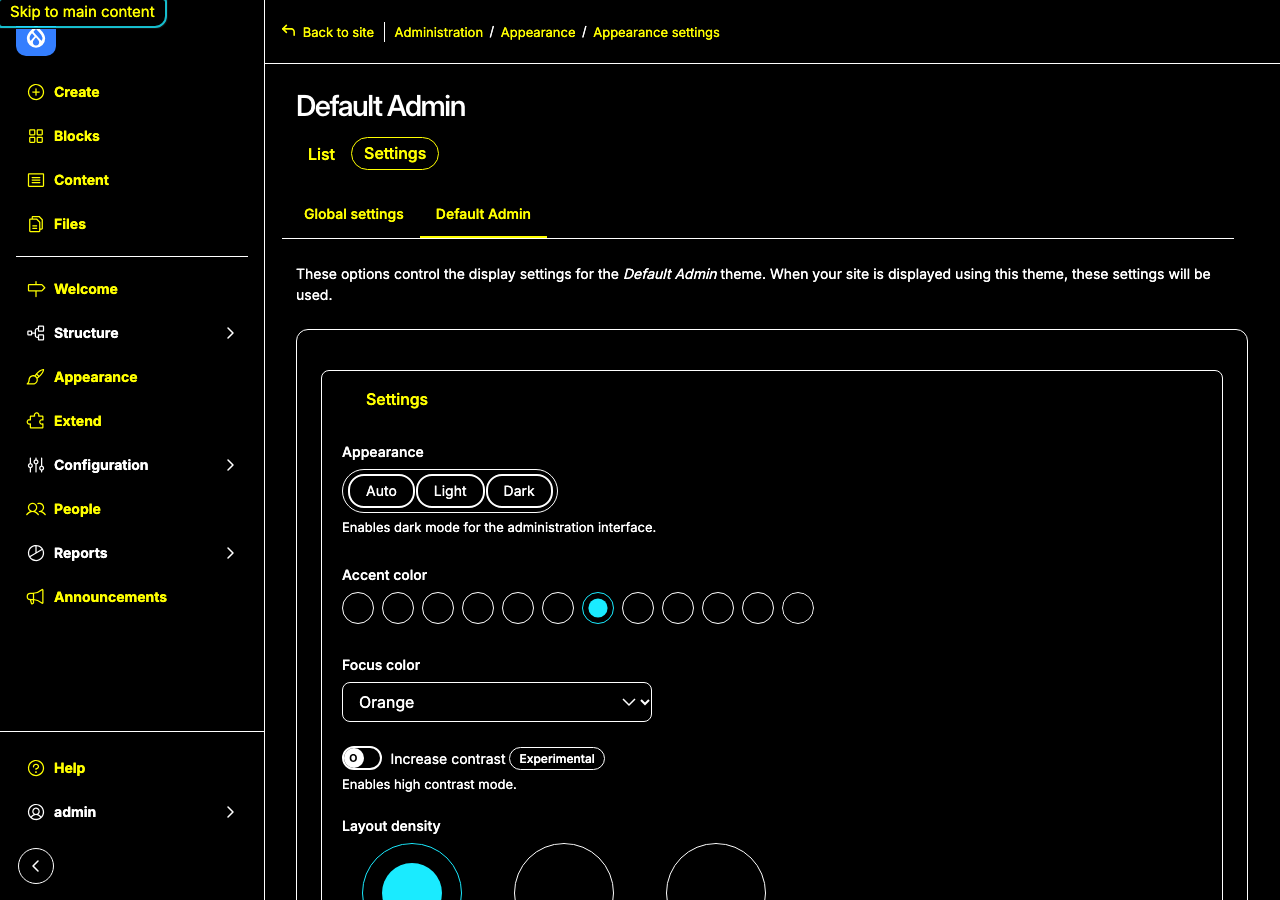 Skip to main content
Create
Blocks
Content
Files
Welcome
Structure
Appearance
Extend
Configuration
People
Reports
Announcements
Help
admin
Back to site
Administration / Appearance / Appearance settings
Default Admin
List Settings
Global settings Default Admin
These options control the display settings for the Default Admin theme. When your site is displayed using this theme, these settings will be
used.
Settings
Appearance
Auto Light Dark
Enables dark mode for the administration interface.
Accent color
Focus color
Orange
Increase contrast Experimental
Enables high contrast mode.
Layout density